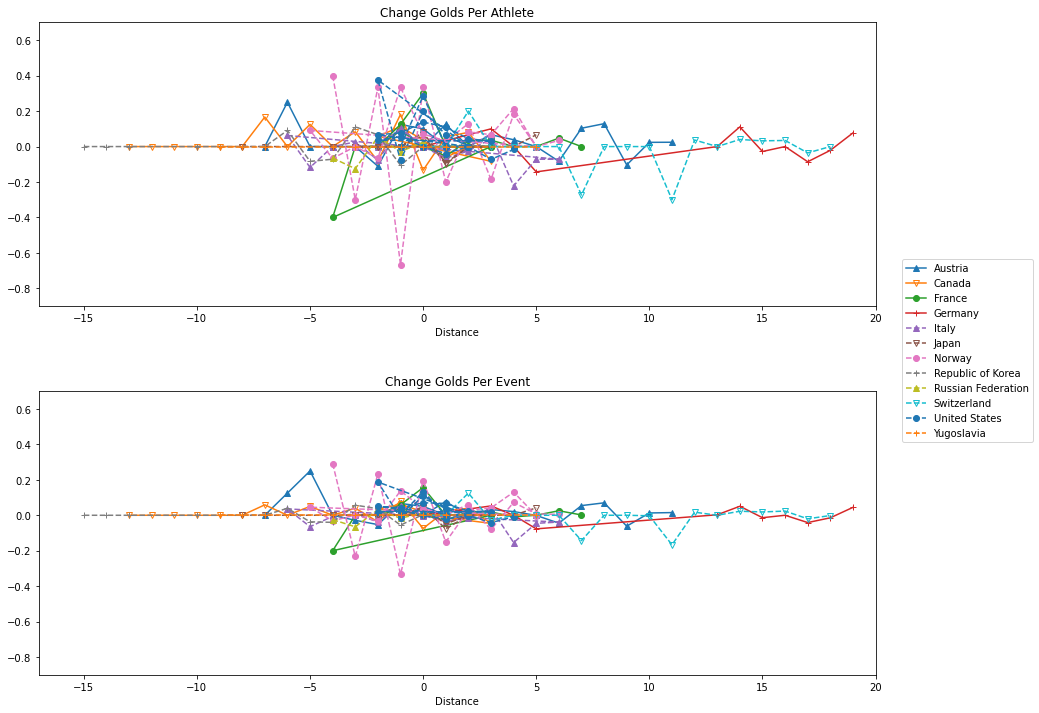 Change Golds Per Athlete
0.6
0.4
0.2
0.0
−0.2
−0.4
−0.6
−0.8
−15
−10
−5
0
5
10
15
20
Distance
Austria
Canada
France
Germany
Italy
Japan
Norway
Republic of Korea
Russian Federation
Switzerland
United States
Yugoslavia
Change Golds Per Event
0.6
0.4
0.2
0.0
−0.2
−0.4
−0.6
−0.8
−15
−10
−5
0
5
10
15
20
Distance